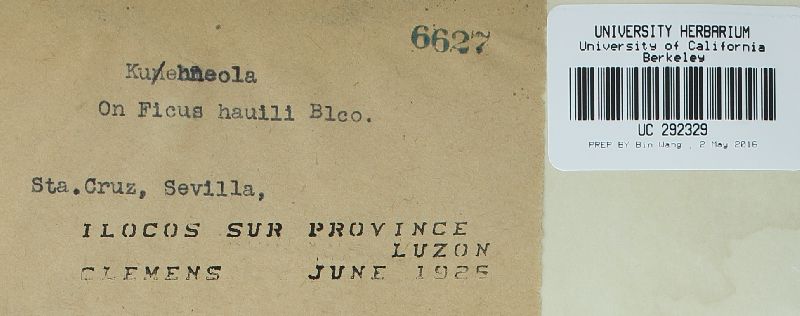 6627
Kuehneola
On Ficus hauili Blco.
Sta.Cruz, Sevilla,
ILOCOS SUR PROVINCE
LUZON
CLEMENS JUNE 1925
UNIVERSITY HERBARIUM
University of California
Berkeley
UC 292329
PREP BY Bin Wang , 2 May 2016